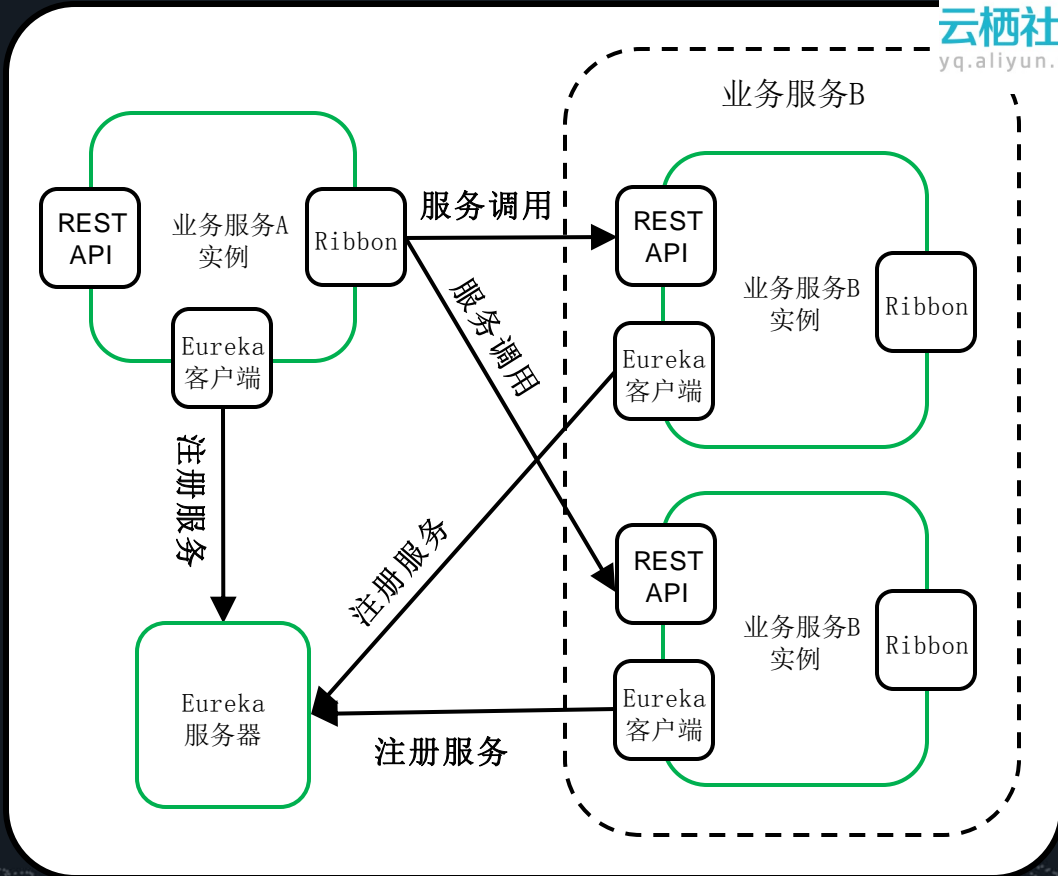 云栖社
yq.aliyun.
业务服务B
REST
API
业务服务A
实例
Ribbon
Eureka
客户端
服务调用
服务调用
REST
API
业务服务B
实例
Ribbon
Eureka
客户端
注册服务
注册服务
REST
API
业务服务B
实例
Ribbon
Eureka
客户端
Eureka
服务器
注册服务